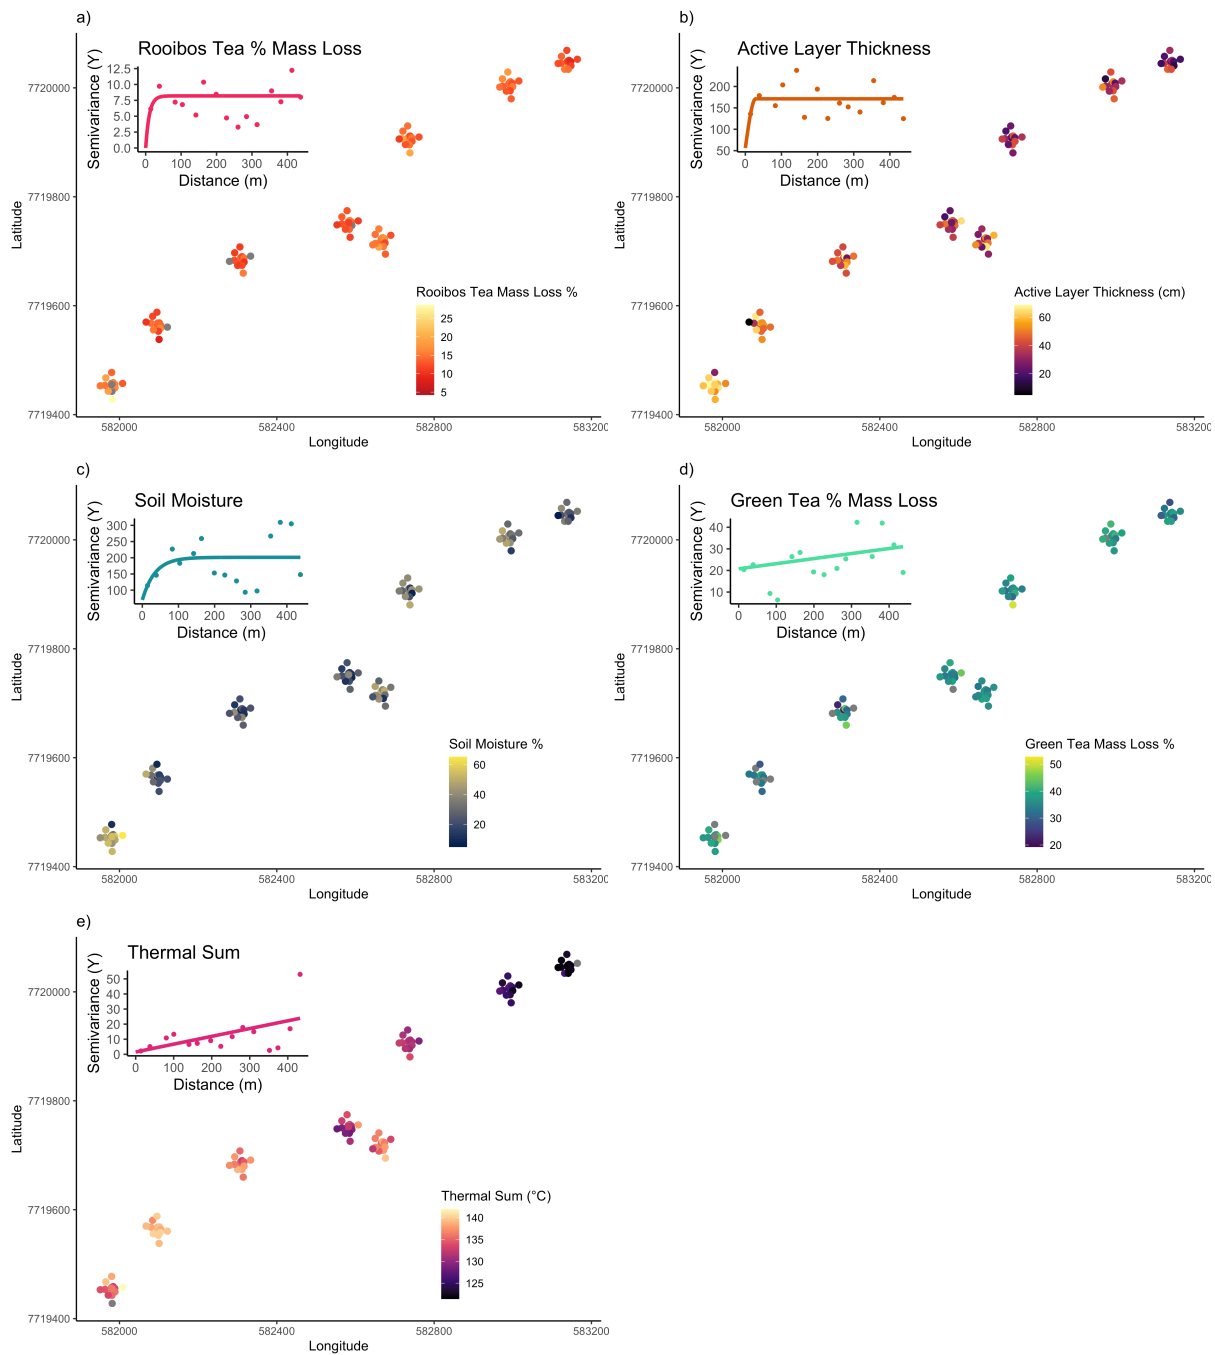 a)
Rooibos Tea % Mass Loss
Semivariance (Y)
12.5
10.0
7.5
5.0
2.5
0.0
0 100 200 300 400
Distance (m)
Latitude
7720000
7719800
7719600
7719400
Rooibos Tea Mass Loss %
25
20
15
10
5
582000 582400 582800 583200
Longitude
b)
Active Layer Thickness
Semivariance (Y)
200
150
100
50
0 100 200 300 400
Distance (m)
Latitude
7720000
7719800
7719600
7719400
Active Layer Thickness (cm)
60
40
20
582000 582400 582800 583200
Longitude
c)
Soil Moisture
Semivariance (Y)
300
250
200
150
100
0 100 200 300 400
Distance (m)
Latitude
7720000
7719800
7719600
7719400
Soil Moisture %
60
40
20
582000 582400 582800 583200
Longitude
d)
Green Tea % Mass Loss
Semivariance (Y)
40
30
20
10
0 100 200 300 400
Distance (m)
Latitude
7720000
7719800
7719600
7719400
Green Tea Mass Loss %
50
40
30
20
582000 582400 582800 583200
Longitude
e)
Thermal Sum
Semivariance (Y)
50
40
30
20
10
0
0 100 200 300 400
Distance (m)
Latitude
7720000
7719800
7719600
7719400
Thermal Sum (°C)
140
135
130
125
582000 582400 582800 583200
Longitude